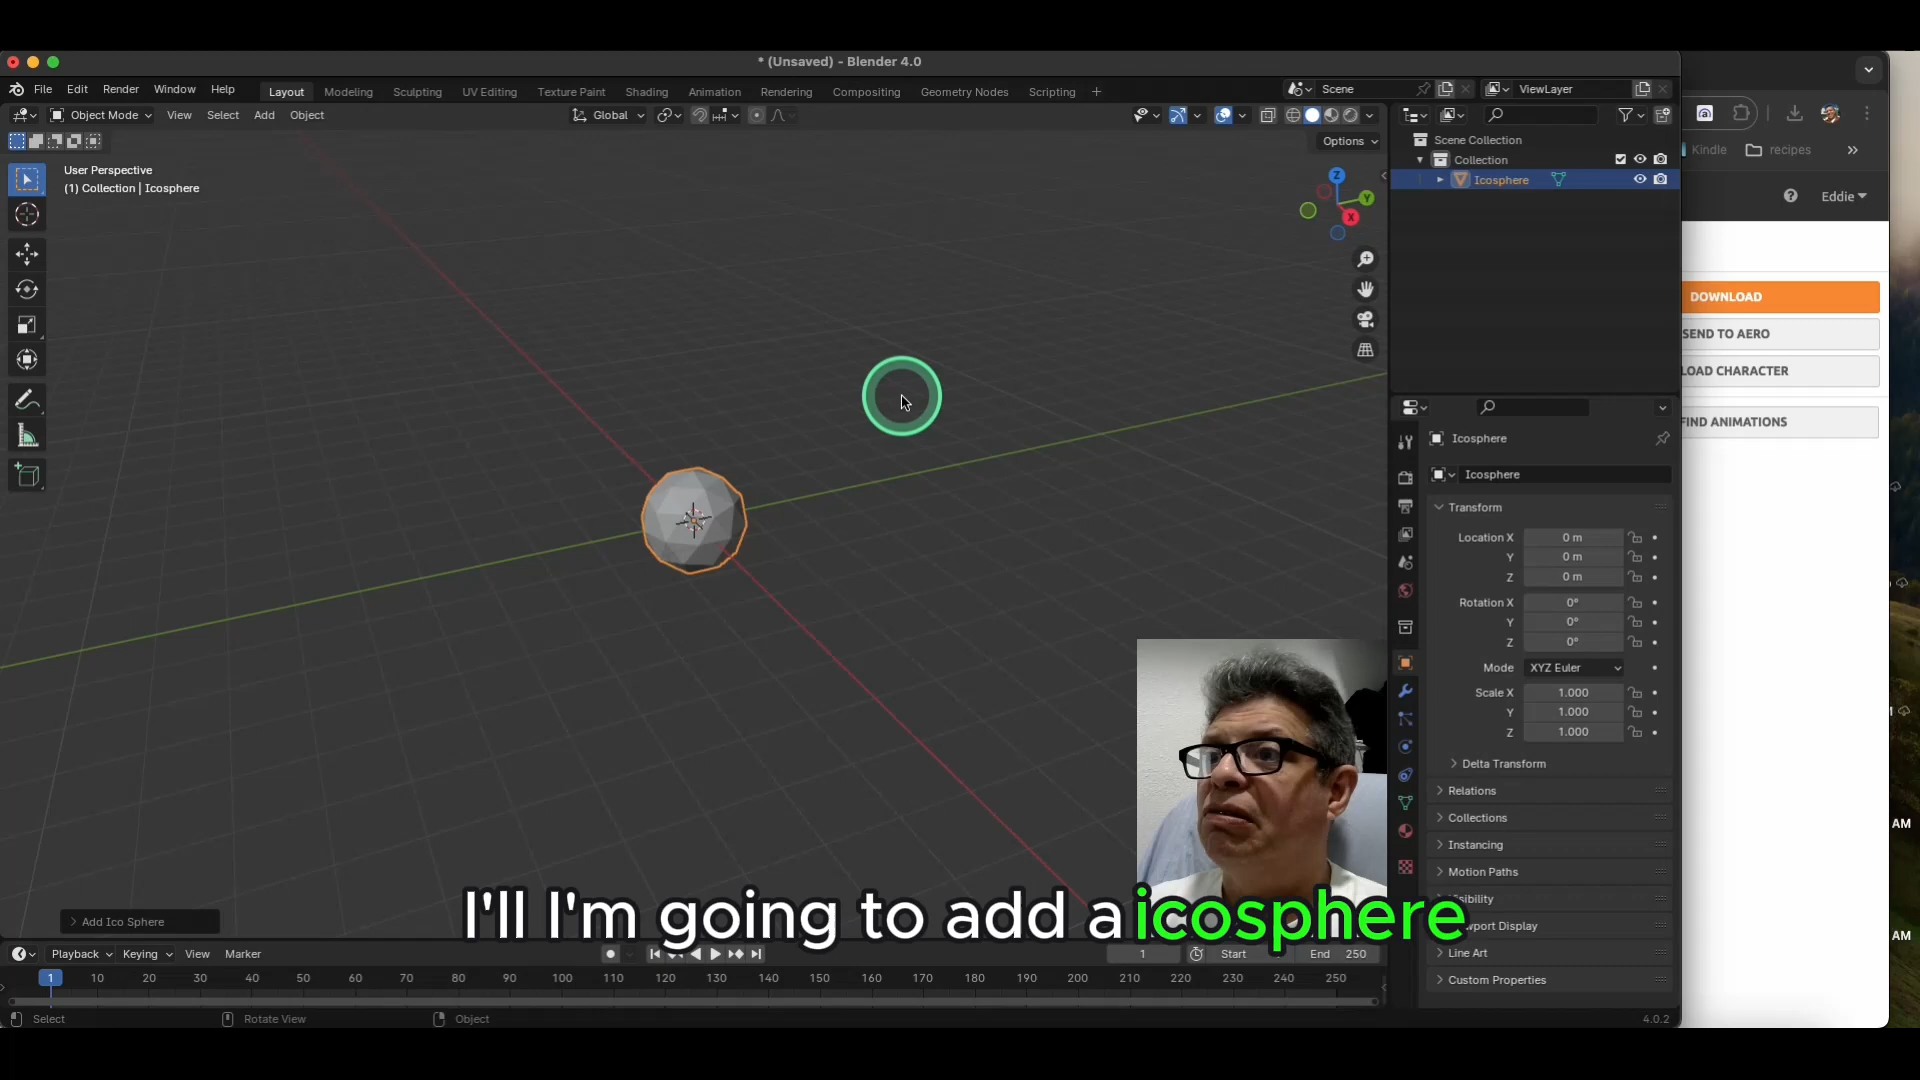 * (Unsaved) - Blender 4.0
File Edit Render Window Help
Layout Modeling Sculpting UV Editing Texture Paint Shading Animation Rendering Compositing Geometry Nodes Scripting +
Scene
ViewLayer
Object Mode View Select Add Object
Global
Options
User Perspective
(1) Collection | Icosphere
Z
Y
X
Scene Collection
Collection
Icosphere
Kindle
recipes
Eddie
DOWNLOAD
SEND TO AERO
LOAD CHARACTER
FIND ANIMATIONS
Icosphere
Icosphere
Transform
Location X 0 m
Y 0 m
Z 0 m
Rotation X 0°
Y 0°
Z 0°
Mode XYZ Euler
Scale X 1.000
Y 1.000
Z 1.000
Delta Transform
Relations
Collections
Instancing
Motion Paths
Display
Line Art
Custom Properties
AM
AM
Add Ico Sphere
I'll I'm going to add a icosphere
Playback Keying View Marker
1 Start End 250
1 10 20 30 40 50 60 70 80 90 100 110 120 130 140 150 160 170 180 190 200 210 220 230 240 250
Select Rotate View Object
4.0.2